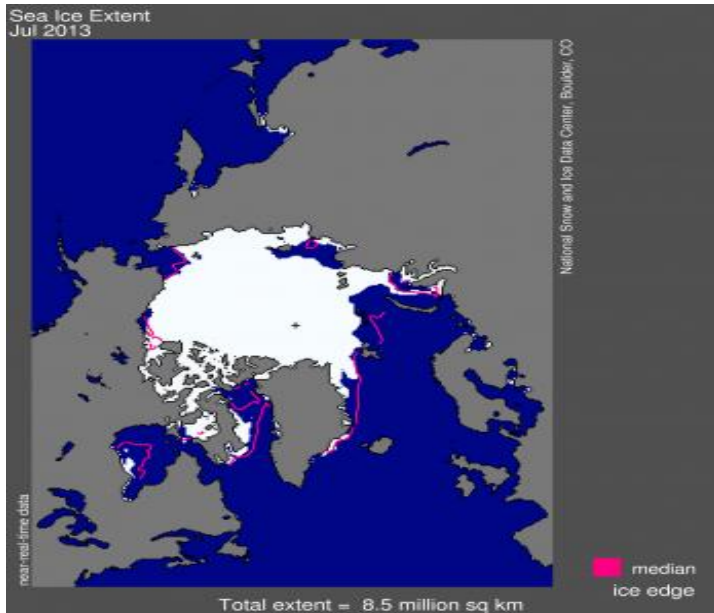 Sea Ice Extent
Jul 2013
National Snow and Ice Data Center, Boulder, CO
near-real-time data
median
ice edge
Total extent = 8.5 million sq km